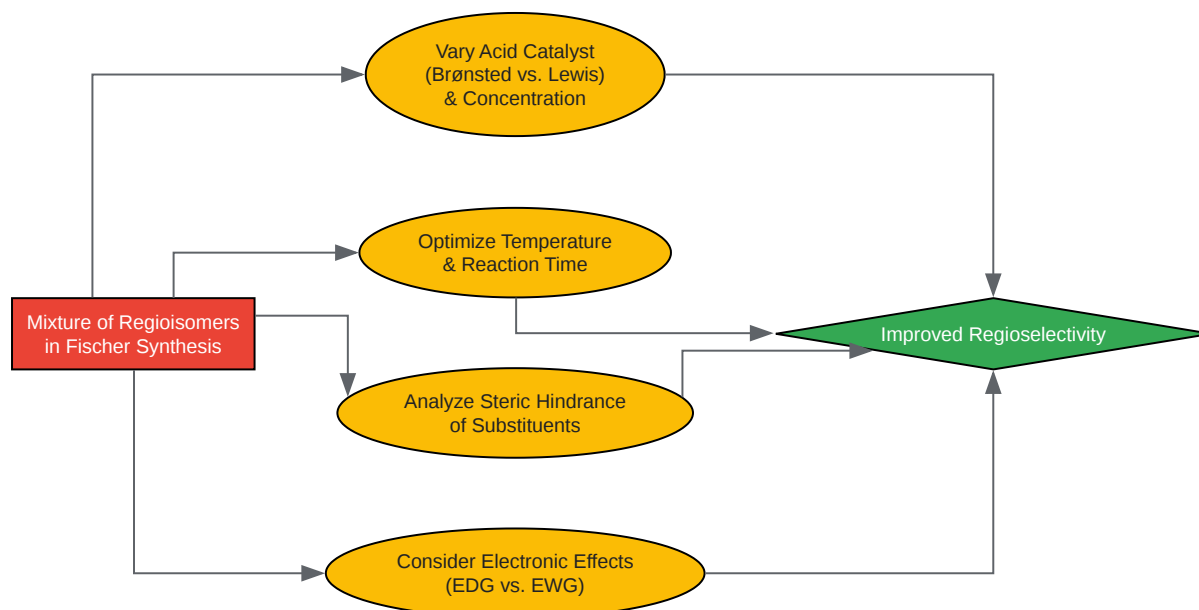 Vary Acid Catalyst
(Brønsted vs. Lewis)
& Concentration
Optimize Temperature
& Reaction Time
Mixture of Regioisomers
in Fischer Synthesis
Improved Regioselectivity
Analyze Steric Hindrance
of Substituents
Consider Electronic Effects
(EDG vs. EWG)